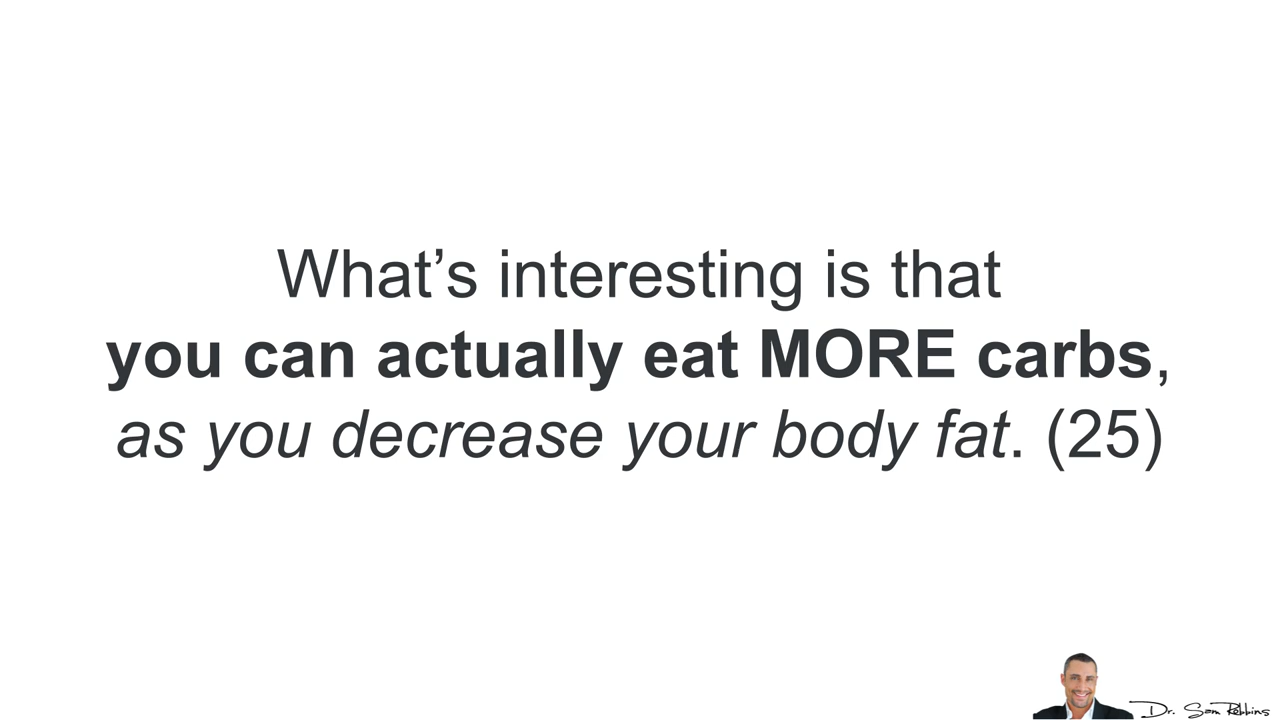 What’s interesting is that
you can actually eat MORE carbs,
as you decrease your body fat. (25)
Dr. Sam Robbins